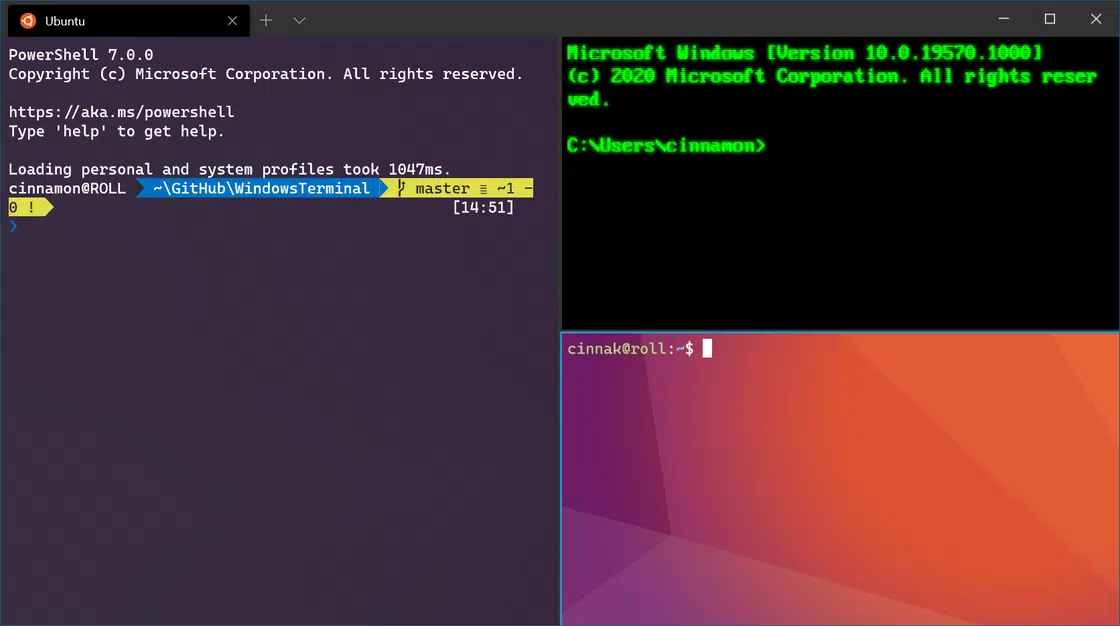 Ubuntu
PowerShell 7.0.0
Copyright (c) Microsoft Corporation. All rights reserved.
https://aka.ms/powershell
Type 'help' to get help.
Loading personal and system profiles took 1047ms.
cinnamon@ROLL ~\GitHub\WindowsTerminal master ≡ ~1 -
0 ! [14:51]
❯
Microsoft Windows [Version 10.0.19570.1000]
(c) 2020 Microsoft Corporation. All rights reser
ved.
C:\Users\cinnamon>
cinnak@roll:~$